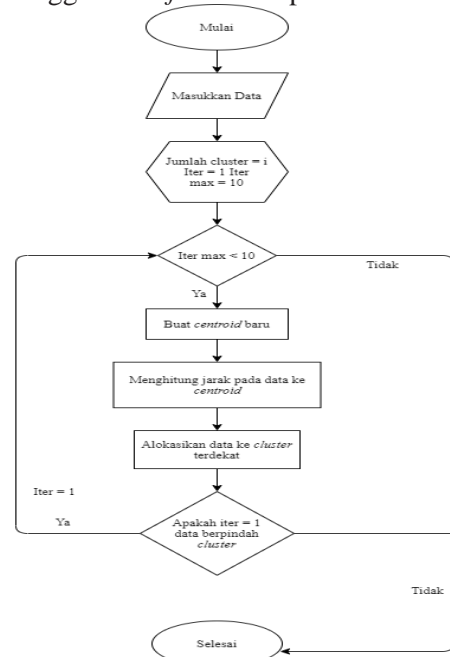 Mulai
Masukkan Data
Jumlah cluster = i
Iter = 1 Iter
max = 10
Iter max < 10
Tidak
Ya
Buat centroid baru
Menghitung jarak pada data ke
centroid
Alokasikan data ke cluster
terdekat
Iter = 1
Ya
Apakah iter = 1
data berpindah
cluster
Tidak
Selesai